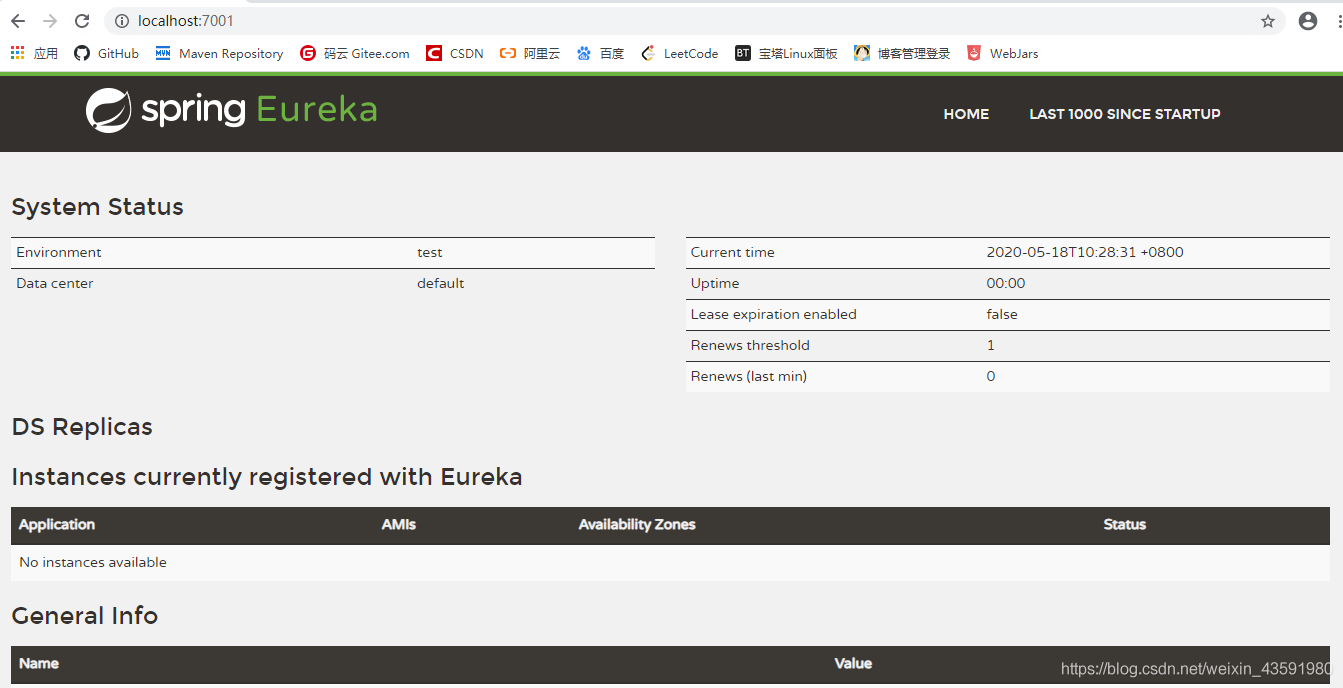 localhost:7001
应用 GitHub Maven Repository 码云 Gitee.com CSDN 阿里云 百度 LeetCode BT 宝塔Linux面板 博客管理登录 WebJars
spring Eureka HOME LAST 1000 SINCE STARTUP
System Status
Environment test
Data center default
Current time 2020-05-18T10:28:31 +0800
Uptime 00:00
Lease expiration enabled false
Renews threshold 1
Renews (last min) 0
DS Replicas
Instances currently registered with Eureka
Application AMIs Availability Zones Status
No instances available
General Info
Name Value
https://blog.csdn.net/weixin_43591980